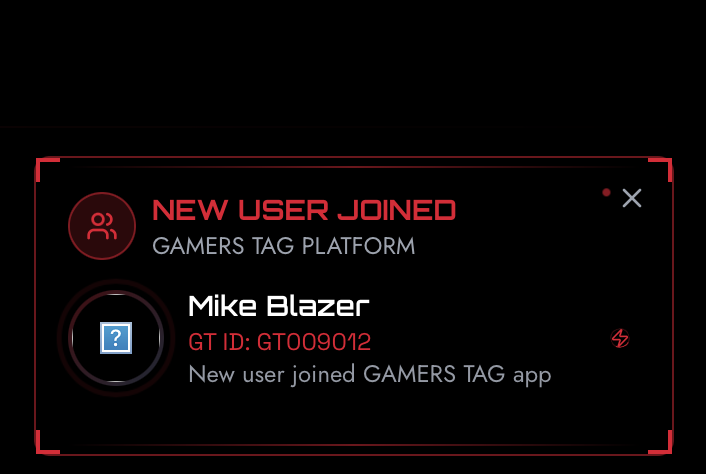 NEW USER JOINED
GAMERS TAG PLATFORM
Mike Blazer
GT ID: GT009012
New user joined GAMERS TAG app